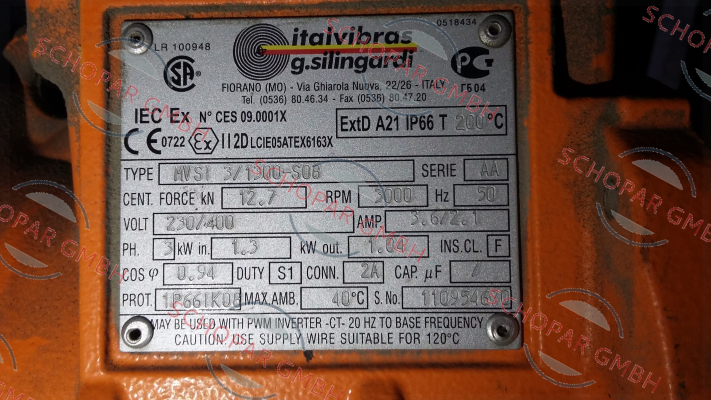 0518434
LR 100948
italvibras
g.silingardi
FIORANO (MO) - Via Ghiarola Nuova, 22/26 - ITALY
Tel. (0536) 80.46.34 - Fax (0536) 80.47.20
IEC Ex N° CES 09.0001X
ExtD A21 IP66 T 200°C
CE 0722 Ex II2D LCIE05ATEX6163X
TYPE MVSI 3/1300-S08 SERIE AA
CENT. FORCE kN 12.7 RPM 3000 Hz 50
VOLT 230/400 AMP. 3.6/2.1
PH. 3 kW in. 1.3 kW out. INS.CL. F
COS φ 0.94 DUTY S1 CONN. 2A CAP. µF /
PROT. IP66IK08 MAX.AMB. 40°C S. No.
MAY BE USED WITH PWM INVERTER -CT- 20 HZ TO BASE FREQUENCY
CAUTION: USE SUPPLY WIRE SUITABLE FOR 120°C
SCHOPAR GMBH